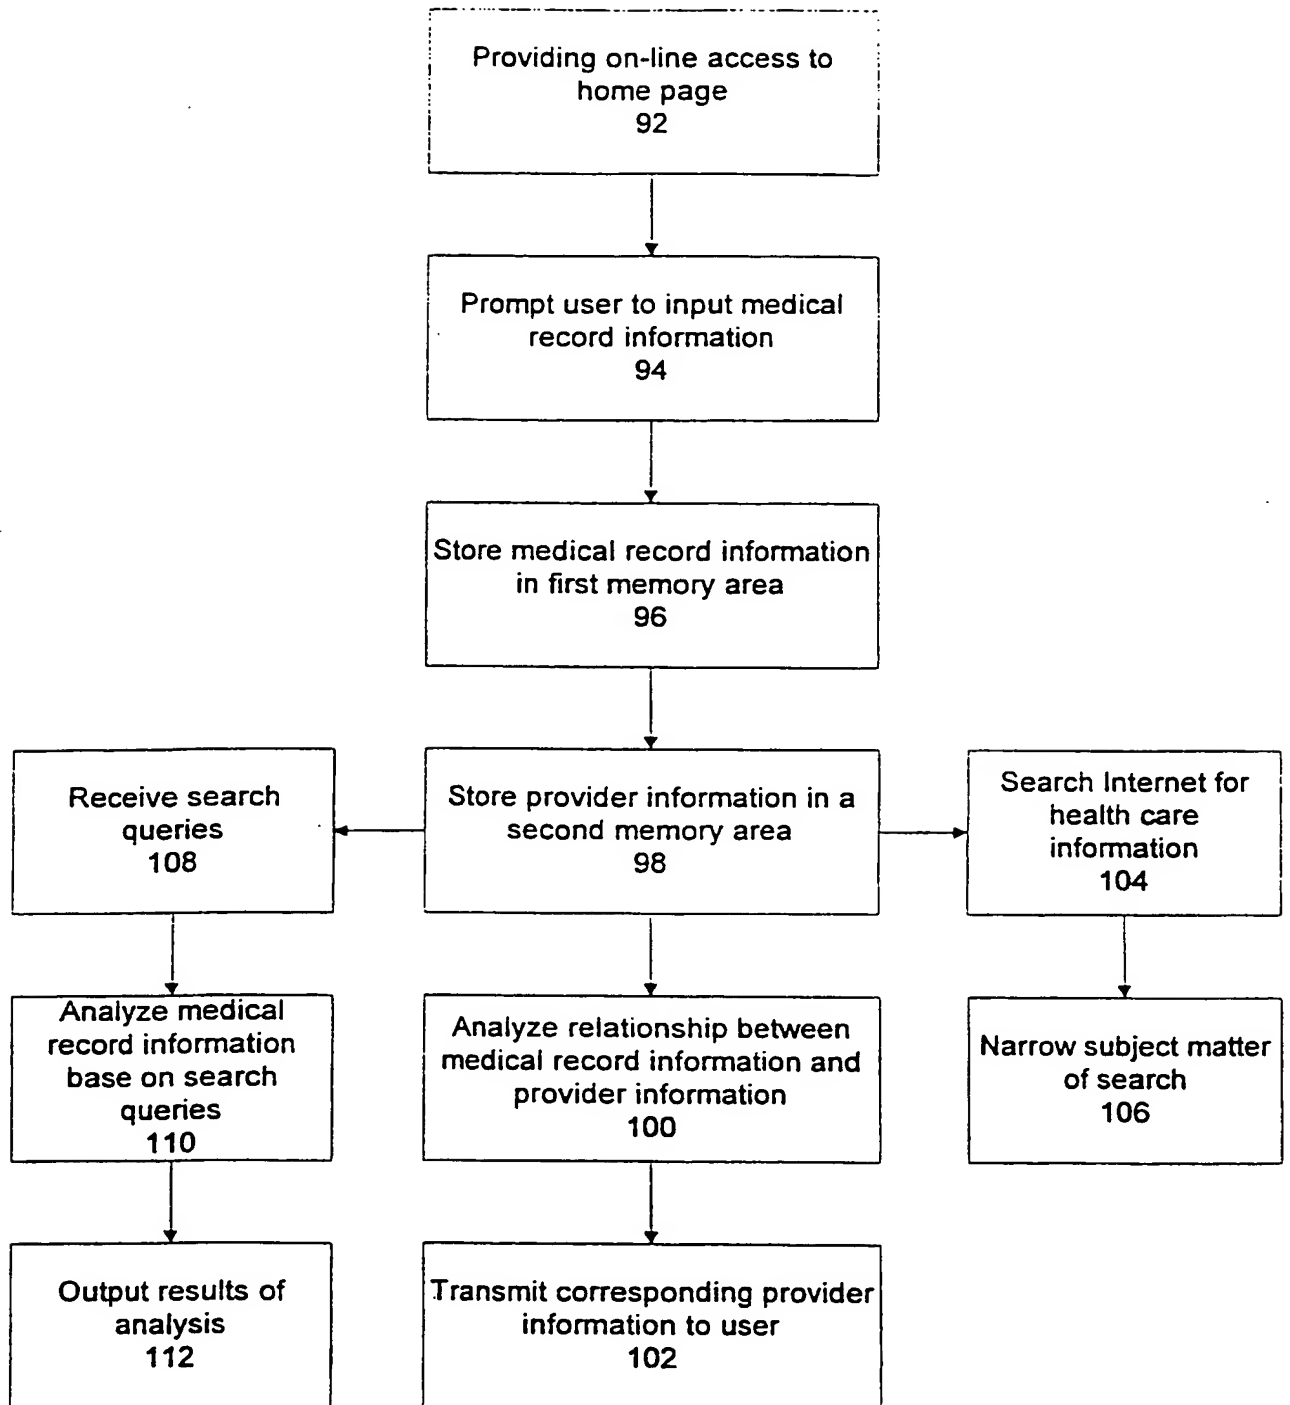 Providing on-line access to
home page
92
Prompt user to input medical
record information
94
Store medical record information
in first memory area
96
Receive search
queries
108
Store provider information in a
second memory area
98
Search Internet for
health care
information
104
Analyze medical
record information
base on search
queries
110
Analyze relationship between
medical record information and
provider information
100
Narrow subject matter
of search
106
Output results of
analysis
112
Transmit corresponding provider
information to user
102